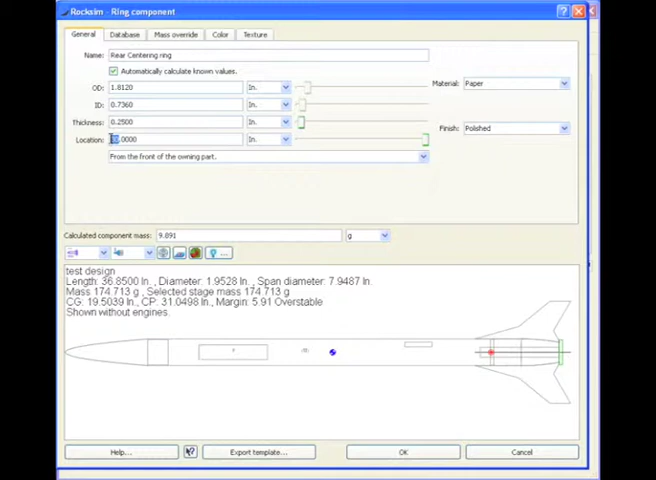 Rocksim - Ring component
General Database Mass override Color Texture
Name: Rear Centering ring
Automatically calculate known values.
OD: 1.8120 In.
Material: Paper
ID: 0.7360 In.
Thickness: 0.2500 In.
Finish: Polished
Location: .0000 In.
From the front of the owning part.
Calculated component mass: 9.891 g
test design
Length: 36.8500 In. , Diameter: 1.9528 In. , Span diameter: 7.9487 In.
Mass 174.713 g , Selected stage mass 174.713 g
CG: 19.5039 In., CP: 31.0498 In., Margin: 5.91 Overstable
Shown without engines.
Help... Export template... OK Cancel